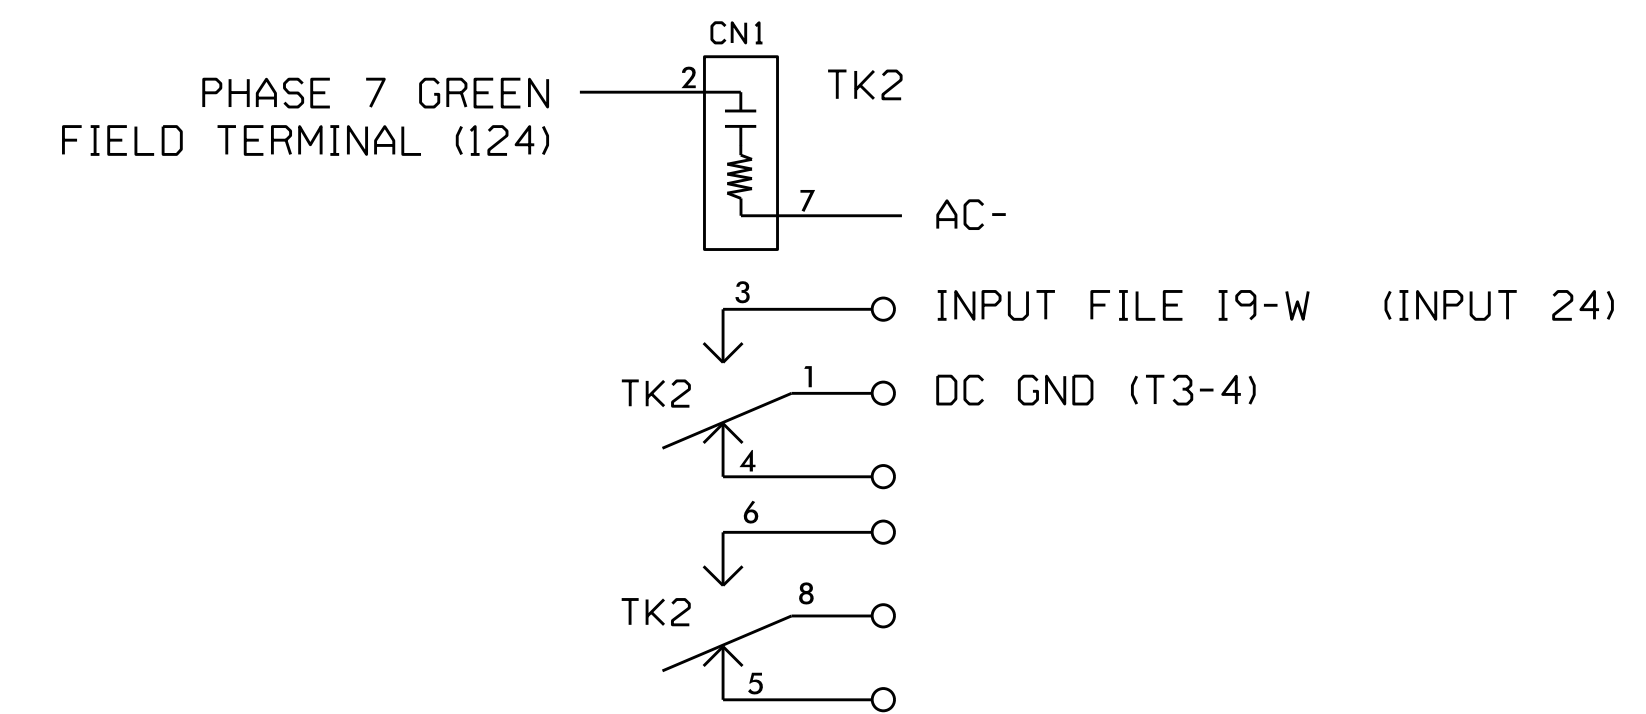 CN1
2
PHASE 7 GREEN
FIELD TERMINAL (124)
TK2
7
AC-
3
INPUT FILE I9-W (INPUT 24)
1
TK2
DC GND (T3-4)
4
6
8
TK2
5